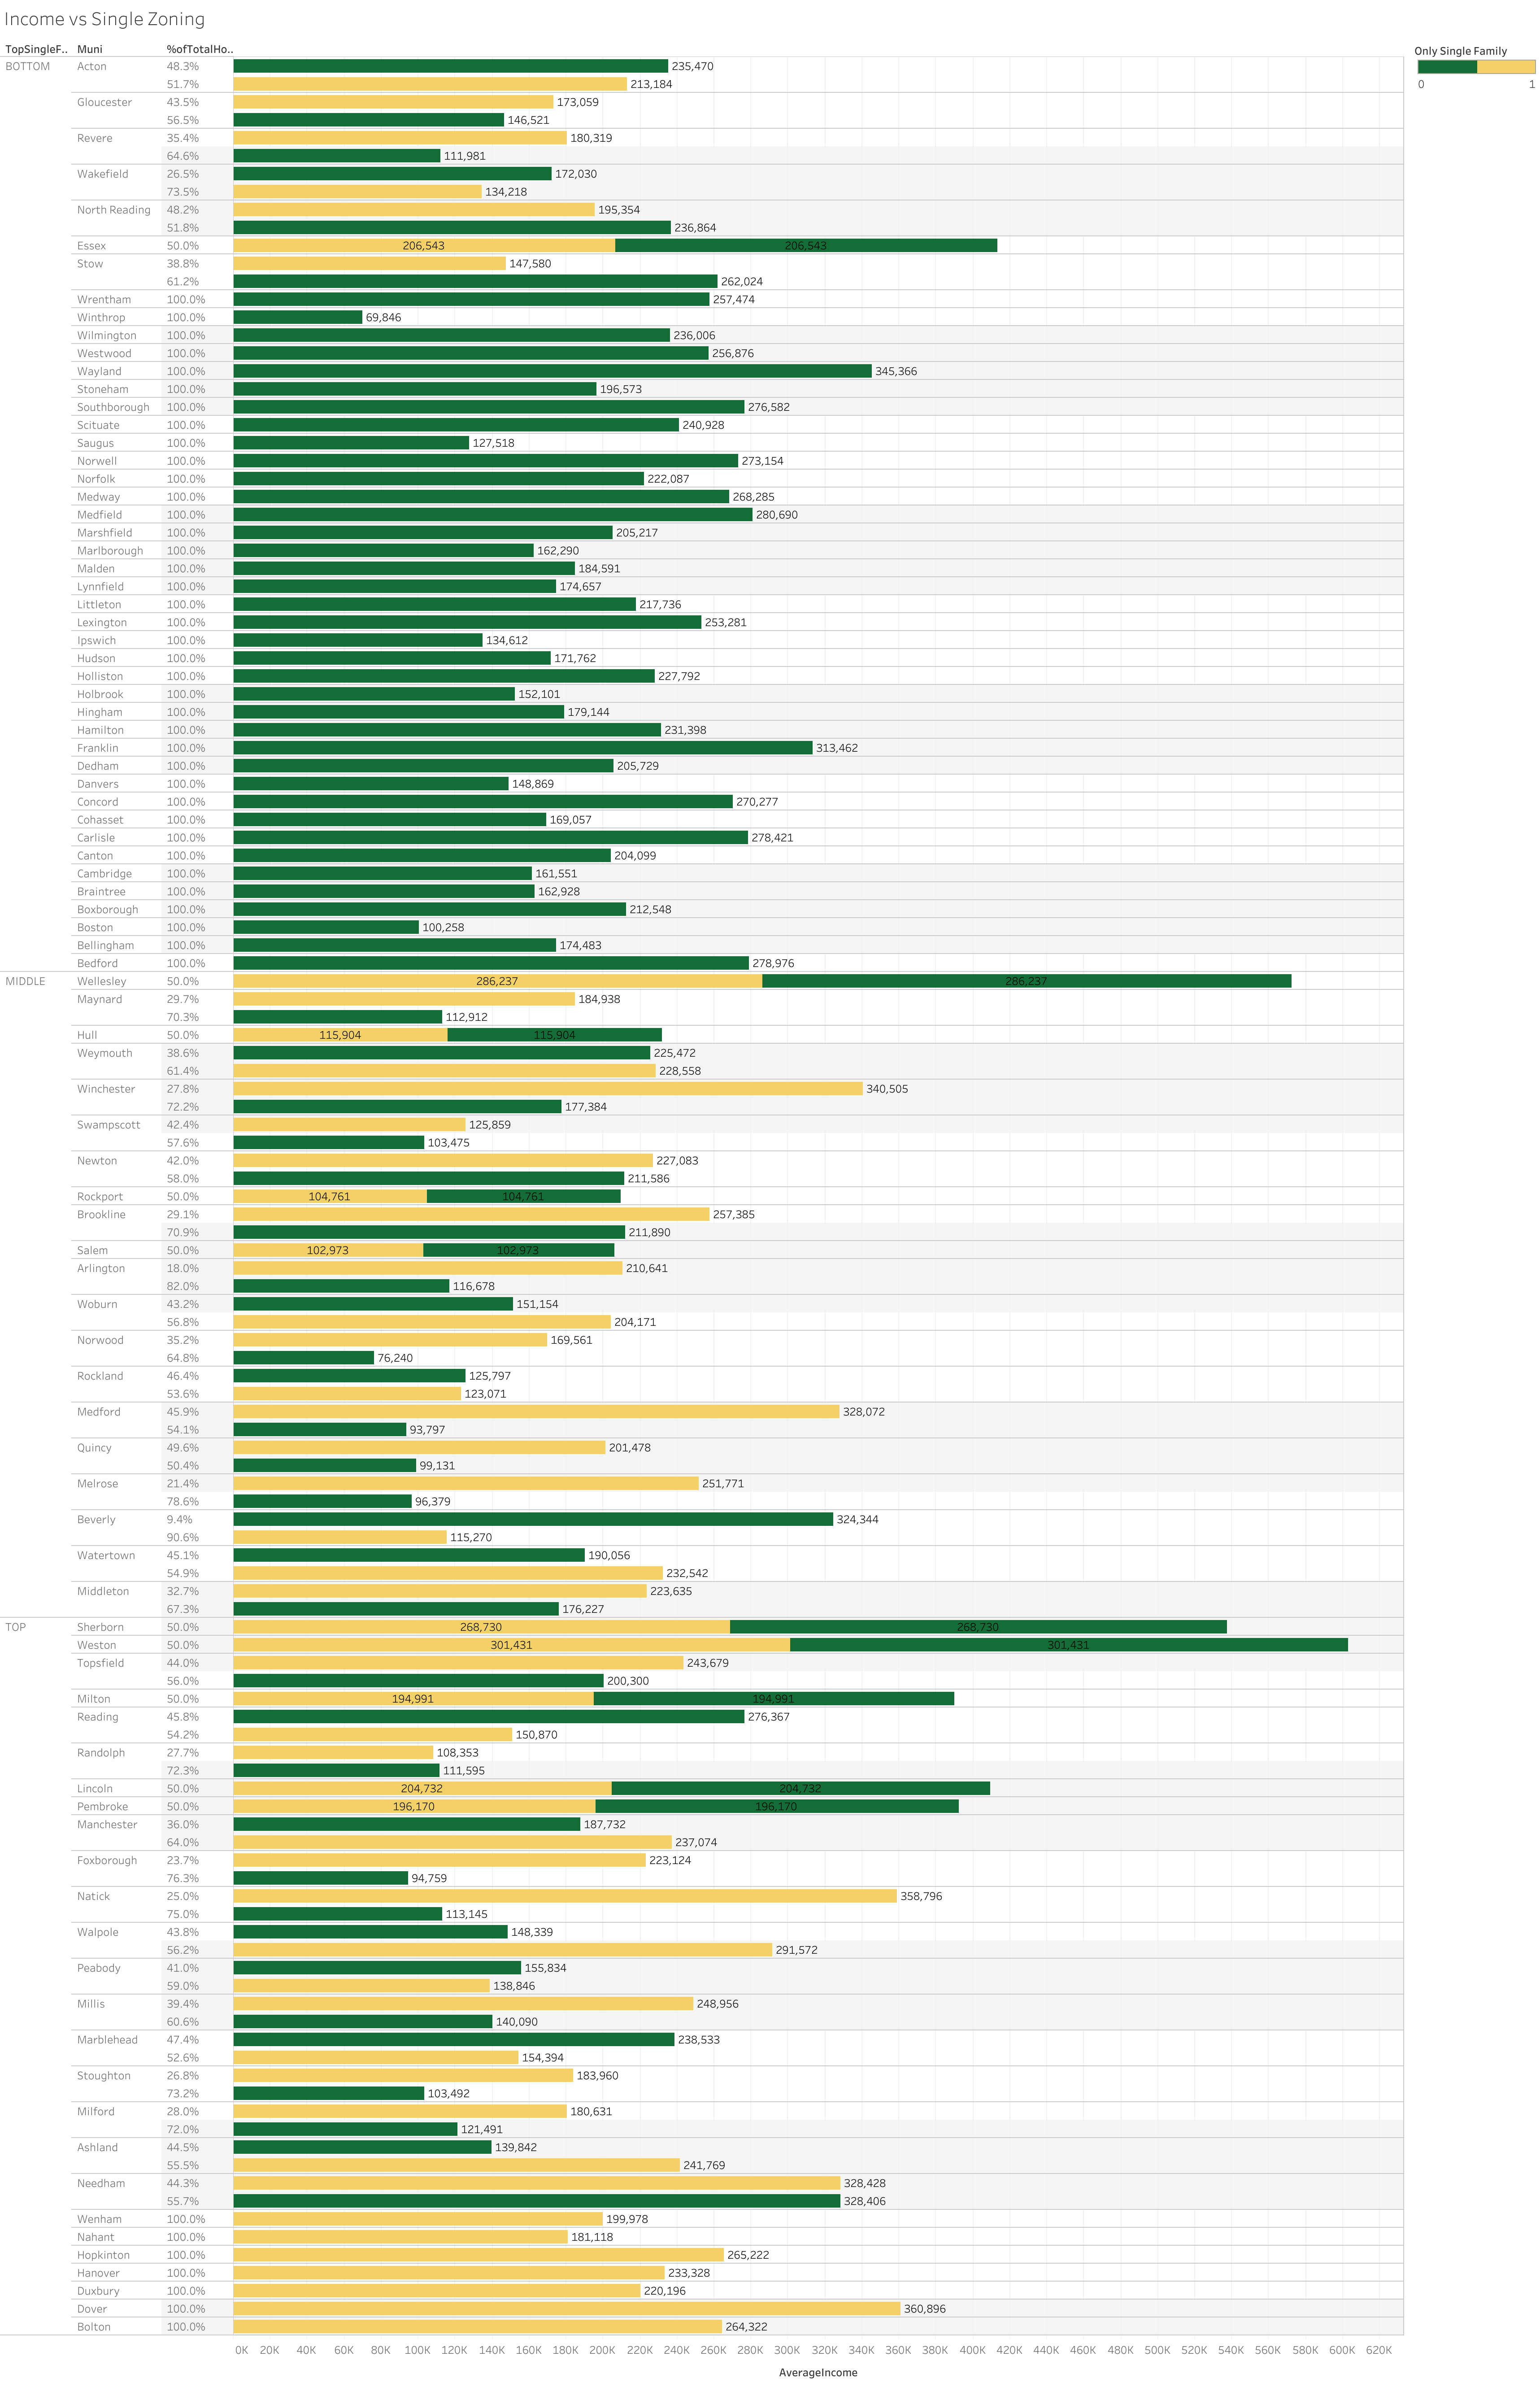 Income vs Single Zoning
TopSingleF.. Muni %ofTotalHo.. Only Single Family
0 1
BOTTOM Acton 48.3% 235,470
51.7% 213,184
Gloucester 43.5% 173,059
56.5% 146,521
Revere 35.4% 180,319
64.6% 111,981
Wakefield 26.5% 172,030
73.5% 134,218
North Reading 48.2% 195,354
51.8% 236,864
Essex 50.0% 206,543 206,543
Stow 38.8% 147,580
61.2% 262,024
Wrentham 100.0% 257,474
Winthrop 100.0% 69,846
Wilmington 100.0% 236,006
Westwood 100.0% 256,876
Wayland 100.0% 345,366
Stoneham 100.0% 196,573
Southborough 100.0% 276,582
Scituate 100.0% 240,928
Saugus 100.0% 127,518
Norwell 100.0% 273,154
Norfolk 100.0% 222,087
Medway 100.0% 268,285
Medfield 100.0% 280,690
Marshfield 100.0% 205,217
Marlborough 100.0% 162,290
Malden 100.0% 184,591
Lynnfield 100.0% 174,657
Littleton 100.0% 217,736
Lexington 100.0% 253,281
Ipswich 100.0% 134,612
Hudson 100.0% 171,762
Holliston 100.0% 227,792
Holbrook 100.0% 152,101
Hingham 100.0% 179,144
Hamilton 100.0% 231,398
Franklin 100.0% 313,462
Dedham 100.0% 205,729
Danvers 100.0% 148,869
Concord 100.0% 270,277
Cohasset 100.0% 169,057
Carlisle 100.0% 278,421
Canton 100.0% 204,099
Cambridge 100.0% 161,551
Braintree 100.0% 162,928
Boxborough 100.0% 212,548
Boston 100.0% 100,258
Bellingham 100.0% 174,483
Bedford 100.0% 278,976
MIDDLE Wellesley 50.0% 286,237 286,237
Maynard 29.7% 184,938
70.3% 112,912
Hull 50.0% 115,904 115,904
Weymouth 38.6% 225,472
61.4% 228,558
Winchester 27.8% 340,505
72.2% 177,384
Swampscott 42.4% 125,859
57.6% 103,475
Newton 42.0% 227,083
58.0% 211,586
Rockport 50.0% 104,761 104,761
Brookline 29.1% 257,385
70.9% 211,890
Salem 50.0% 102,973 102,973
Arlington 18.0% 210,641
82.0% 116,678
Woburn 43.2% 151,154
56.8% 204,171
Norwood 35.2% 169,561
64.8% 76,240
Rockland 46.4% 125,797
53.6% 123,071
Medford 45.9% 328,072
54.1% 93,797
Quincy 49.6% 201,478
50.4% 99,131
Melrose 21.4% 251,771
78.6% 96,379
Beverly 9.4% 324,344
90.6% 115,270
Watertown 45.1% 190,056
54.9% 232,542
Middleton 32.7% 223,635
67.3% 176,227
TOP Sherborn 50.0% 268,730 268,730
Weston 50.0% 301,431 301,431
Topsfield 44.0% 243,679
56.0% 200,300
Milton 50.0% 194,991 194,991
Reading 45.8% 276,367
54.2% 150,870
Randolph 27.7% 108,353
72.3% 111,595
Lincoln 50.0% 204,732 204,732
Pembroke 50.0% 196,170 196,170
Manchester 36.0% 187,732
64.0% 237,074
Foxborough 23.7% 223,124
76.3% 94,759
Natick 25.0% 358,796
75.0% 113,145
Walpole 43.8% 148,339
56.2% 291,572
Peabody 41.0% 155,834
59.0% 138,846
Millis 39.4% 248,956
60.6% 140,090
Marblehead 47.4% 238,533
52.6% 154,394
Stoughton 26.8% 183,960
73.2% 103,492
Milford 28.0% 180,631
72.0% 121,491
Ashland 44.5% 139,842
55.5% 241,769
Needham 44.3% 328,428
55.7% 328,406
Wenham 100.0% 199,978
Nahant 100.0% 181,118
Hopkinton 100.0% 265,222
Hanover 100.0% 233,328
Duxbury 100.0% 220,196
Dover 100.0% 360,896
Bolton 100.0% 264,322
0K 20K 40K 60K 80K 100K 120K 140K 160K 180K 200K 220K 240K 260K 280K 300K 320K 340K 360K 380K 400K 420K 440K 460K 480K 500K 520K 540K 560K 580K 600K 620K
AverageIncome